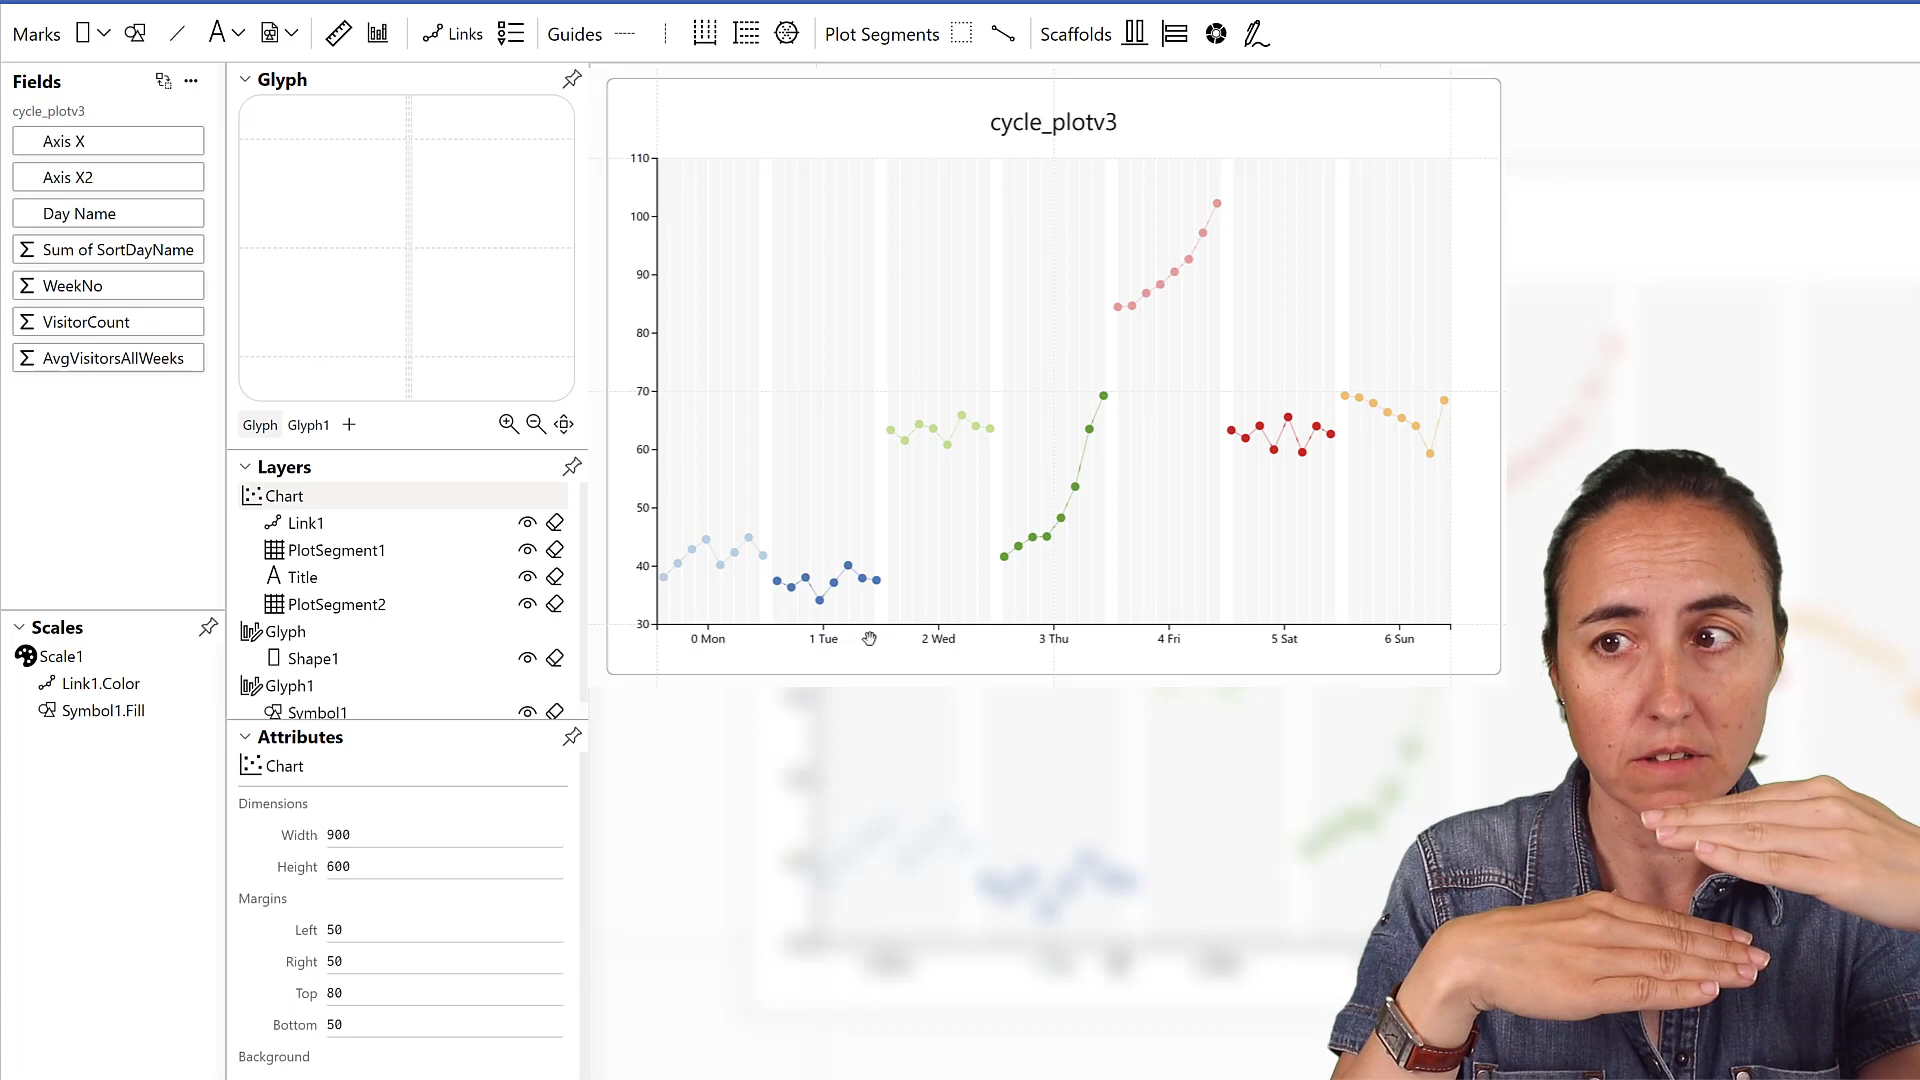 Marks
Links
Guides
Plot Segments
Scaffolds
Fields
cycle_plotv3
Axis X
Axis X2
Day Name
Sum of SortDayName
WeekNo
VisitorCount
AvgVisitorsAllWeeks
Scales
Scale1
Link1.Color
Symbol1.Fill
Glyph
Glyph Glyph1 +
Layers
Chart
Link1
PlotSegment1
Title
PlotSegment2
Glyph
Shape1
Glyph1
Symbol1
Attributes
Chart
Dimensions
Width 900
Height 600
Margins
Left 50
Right 50
Top 80
Bottom 50
Background
cycle_plotv3
110
100
90
80
70
60
50
40
30
0 Mon 1 Tue 2 Wed 3 Thu 4 Fri 5 Sat 6 Sun